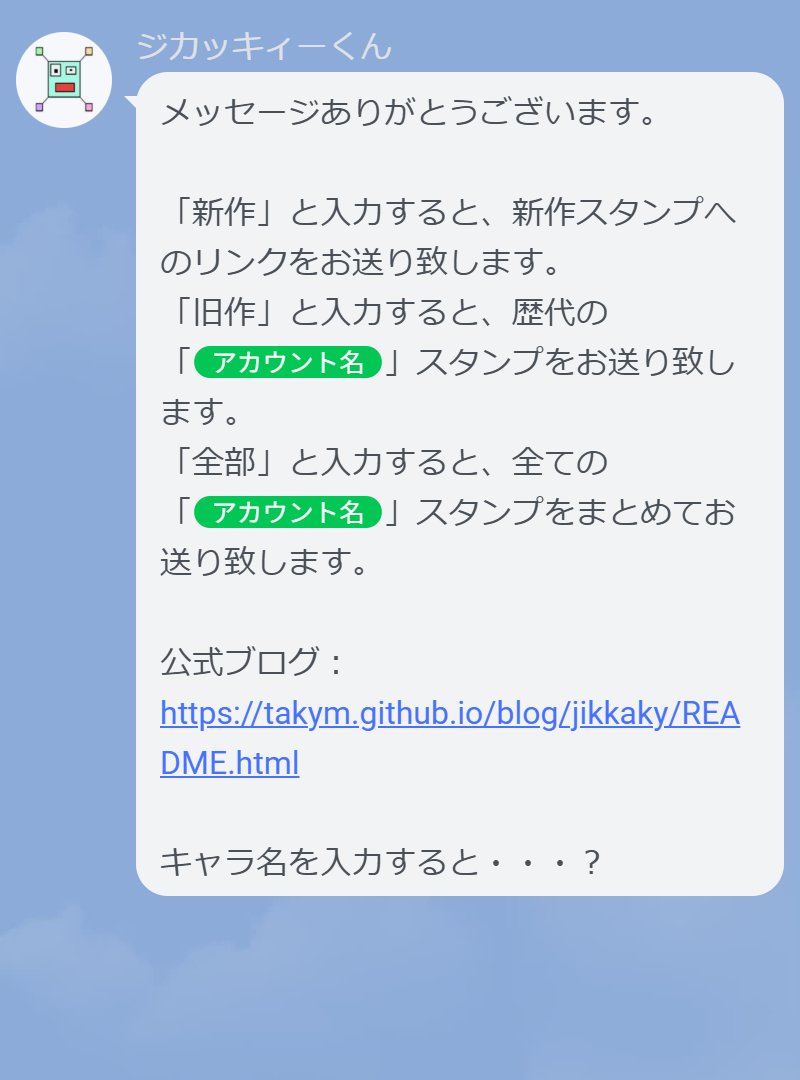 ジカッキィーくん
メッセージありがとうございます。
「新作」と入力すると、新作スタンプへ
のリンクをお送り致します。
「旧作」と入力すると、歴代の
「アカウント名」スタンプをお送り致し
ます。
「全部」と入力すると、全ての
「アカウント名」スタンプをまとめてお
送り致します。
公式ブログ：
https://takym.github.io/blog/jikkaky/REA
DME.html
キャラ名を入力すると・・・？